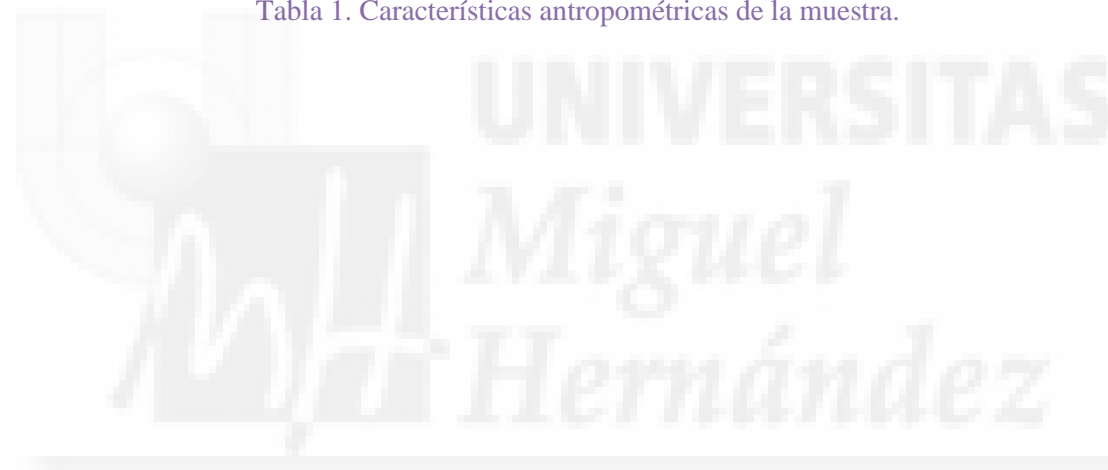 Tabla 1. Características antropométricas de la muestra.
UNIVERSITAS
Miguel
Hernández